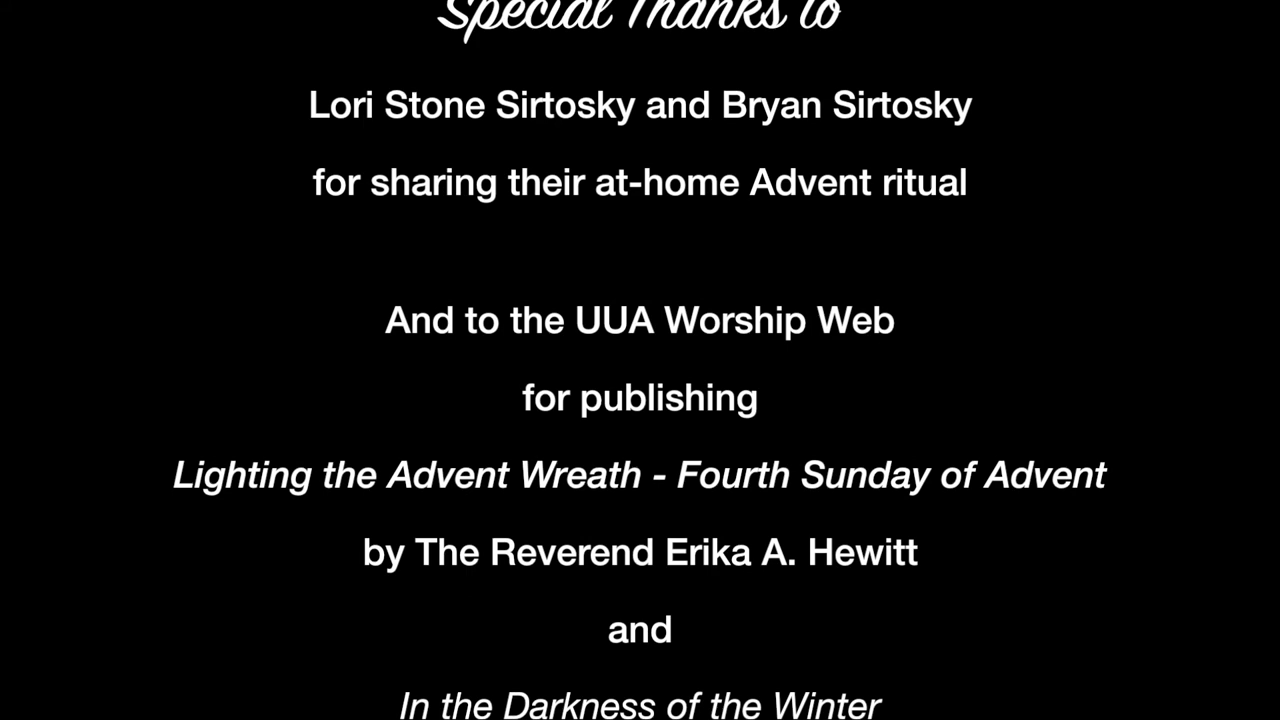 Special Thanks to
Lori Stone Sirtosky and Bryan Sirtosky
for sharing their at-home Advent ritual
And to the UUA Worship Web
for publishing
Lighting the Advent Wreath - Fourth Sunday of Advent
by The Reverend Erika A. Hewitt
and
In the Darkness of the Winter